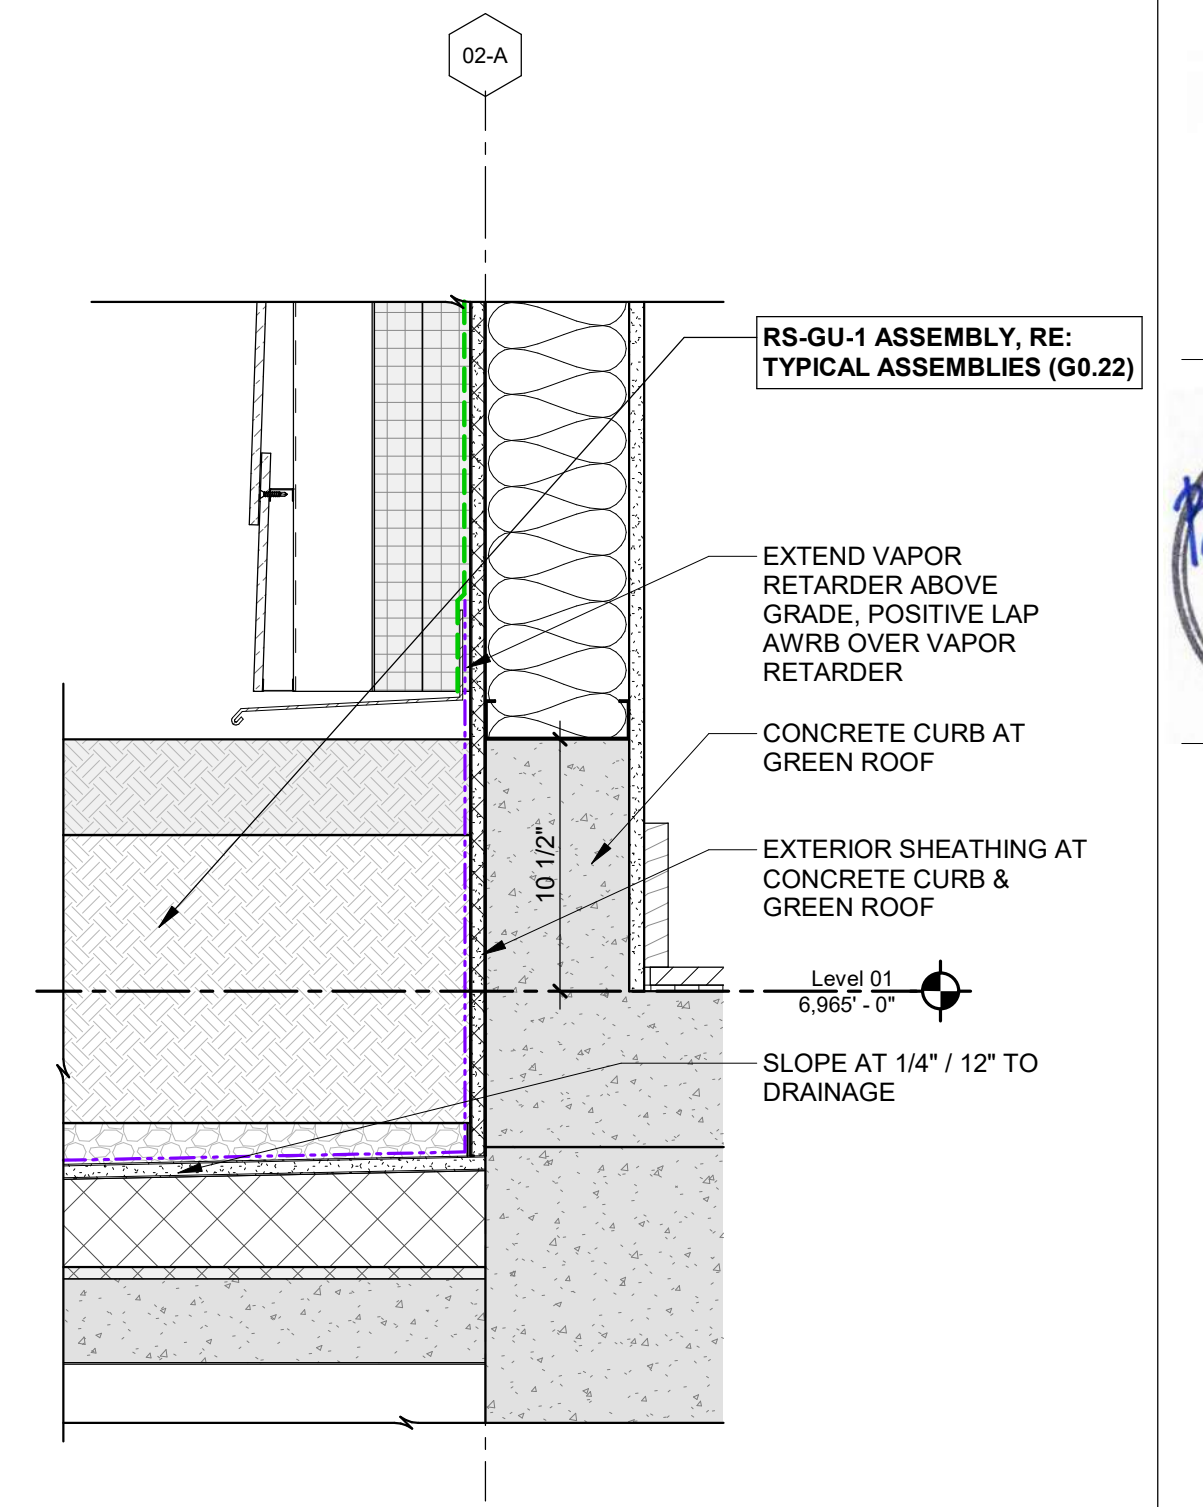 02-A
RS-GU-1 ASSEMBLY, RE:
TYPICAL ASSEMBLIES (G0.22)
EXTEND VAPOR
RETARDER ABOVE
GRADE, POSITIVE LAP
AWRB OVER VAPOR
RETARDER
CONCRETE CURB AT
GREEN ROOF
10 1/2"
EXTERIOR SHEATHING AT
CONCRETE CURB &
GREEN ROOF
Level 01
6,965' - 0"
SLOPE AT 1/4" / 12" TO
DRAINAGE